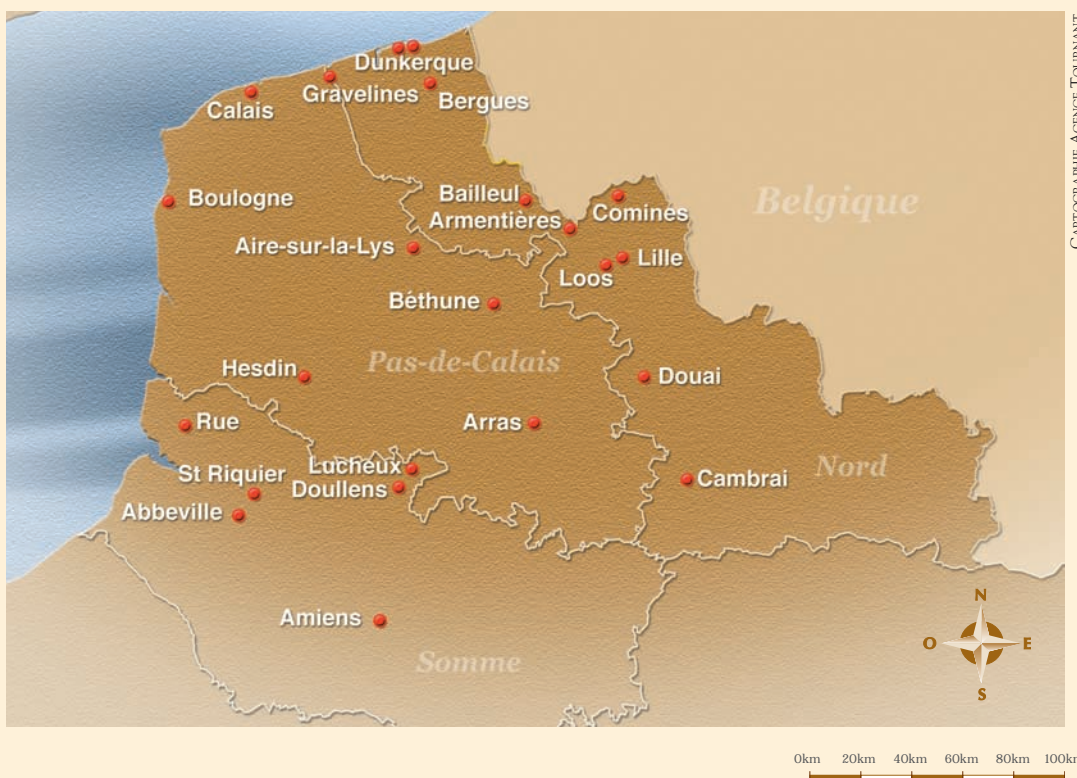 CARTOGRAPHIE AGENCE TOURNANT
Dunkerque
Gravelines
Bergues
Calais
Boulogne
Bailleul
Armentières
Comines
Belgique
Aire-sur-la-Lys
Loos
Lille
Béthune
Pas-de-Calais
Hesdin
Douai
Rue
Arras
Nord
St Riquier
Lucheux
Doullens
Cambrai
Abbeville
Amiens
Somme
N
O E
S
0km 20km 40km 60km 80km 100km